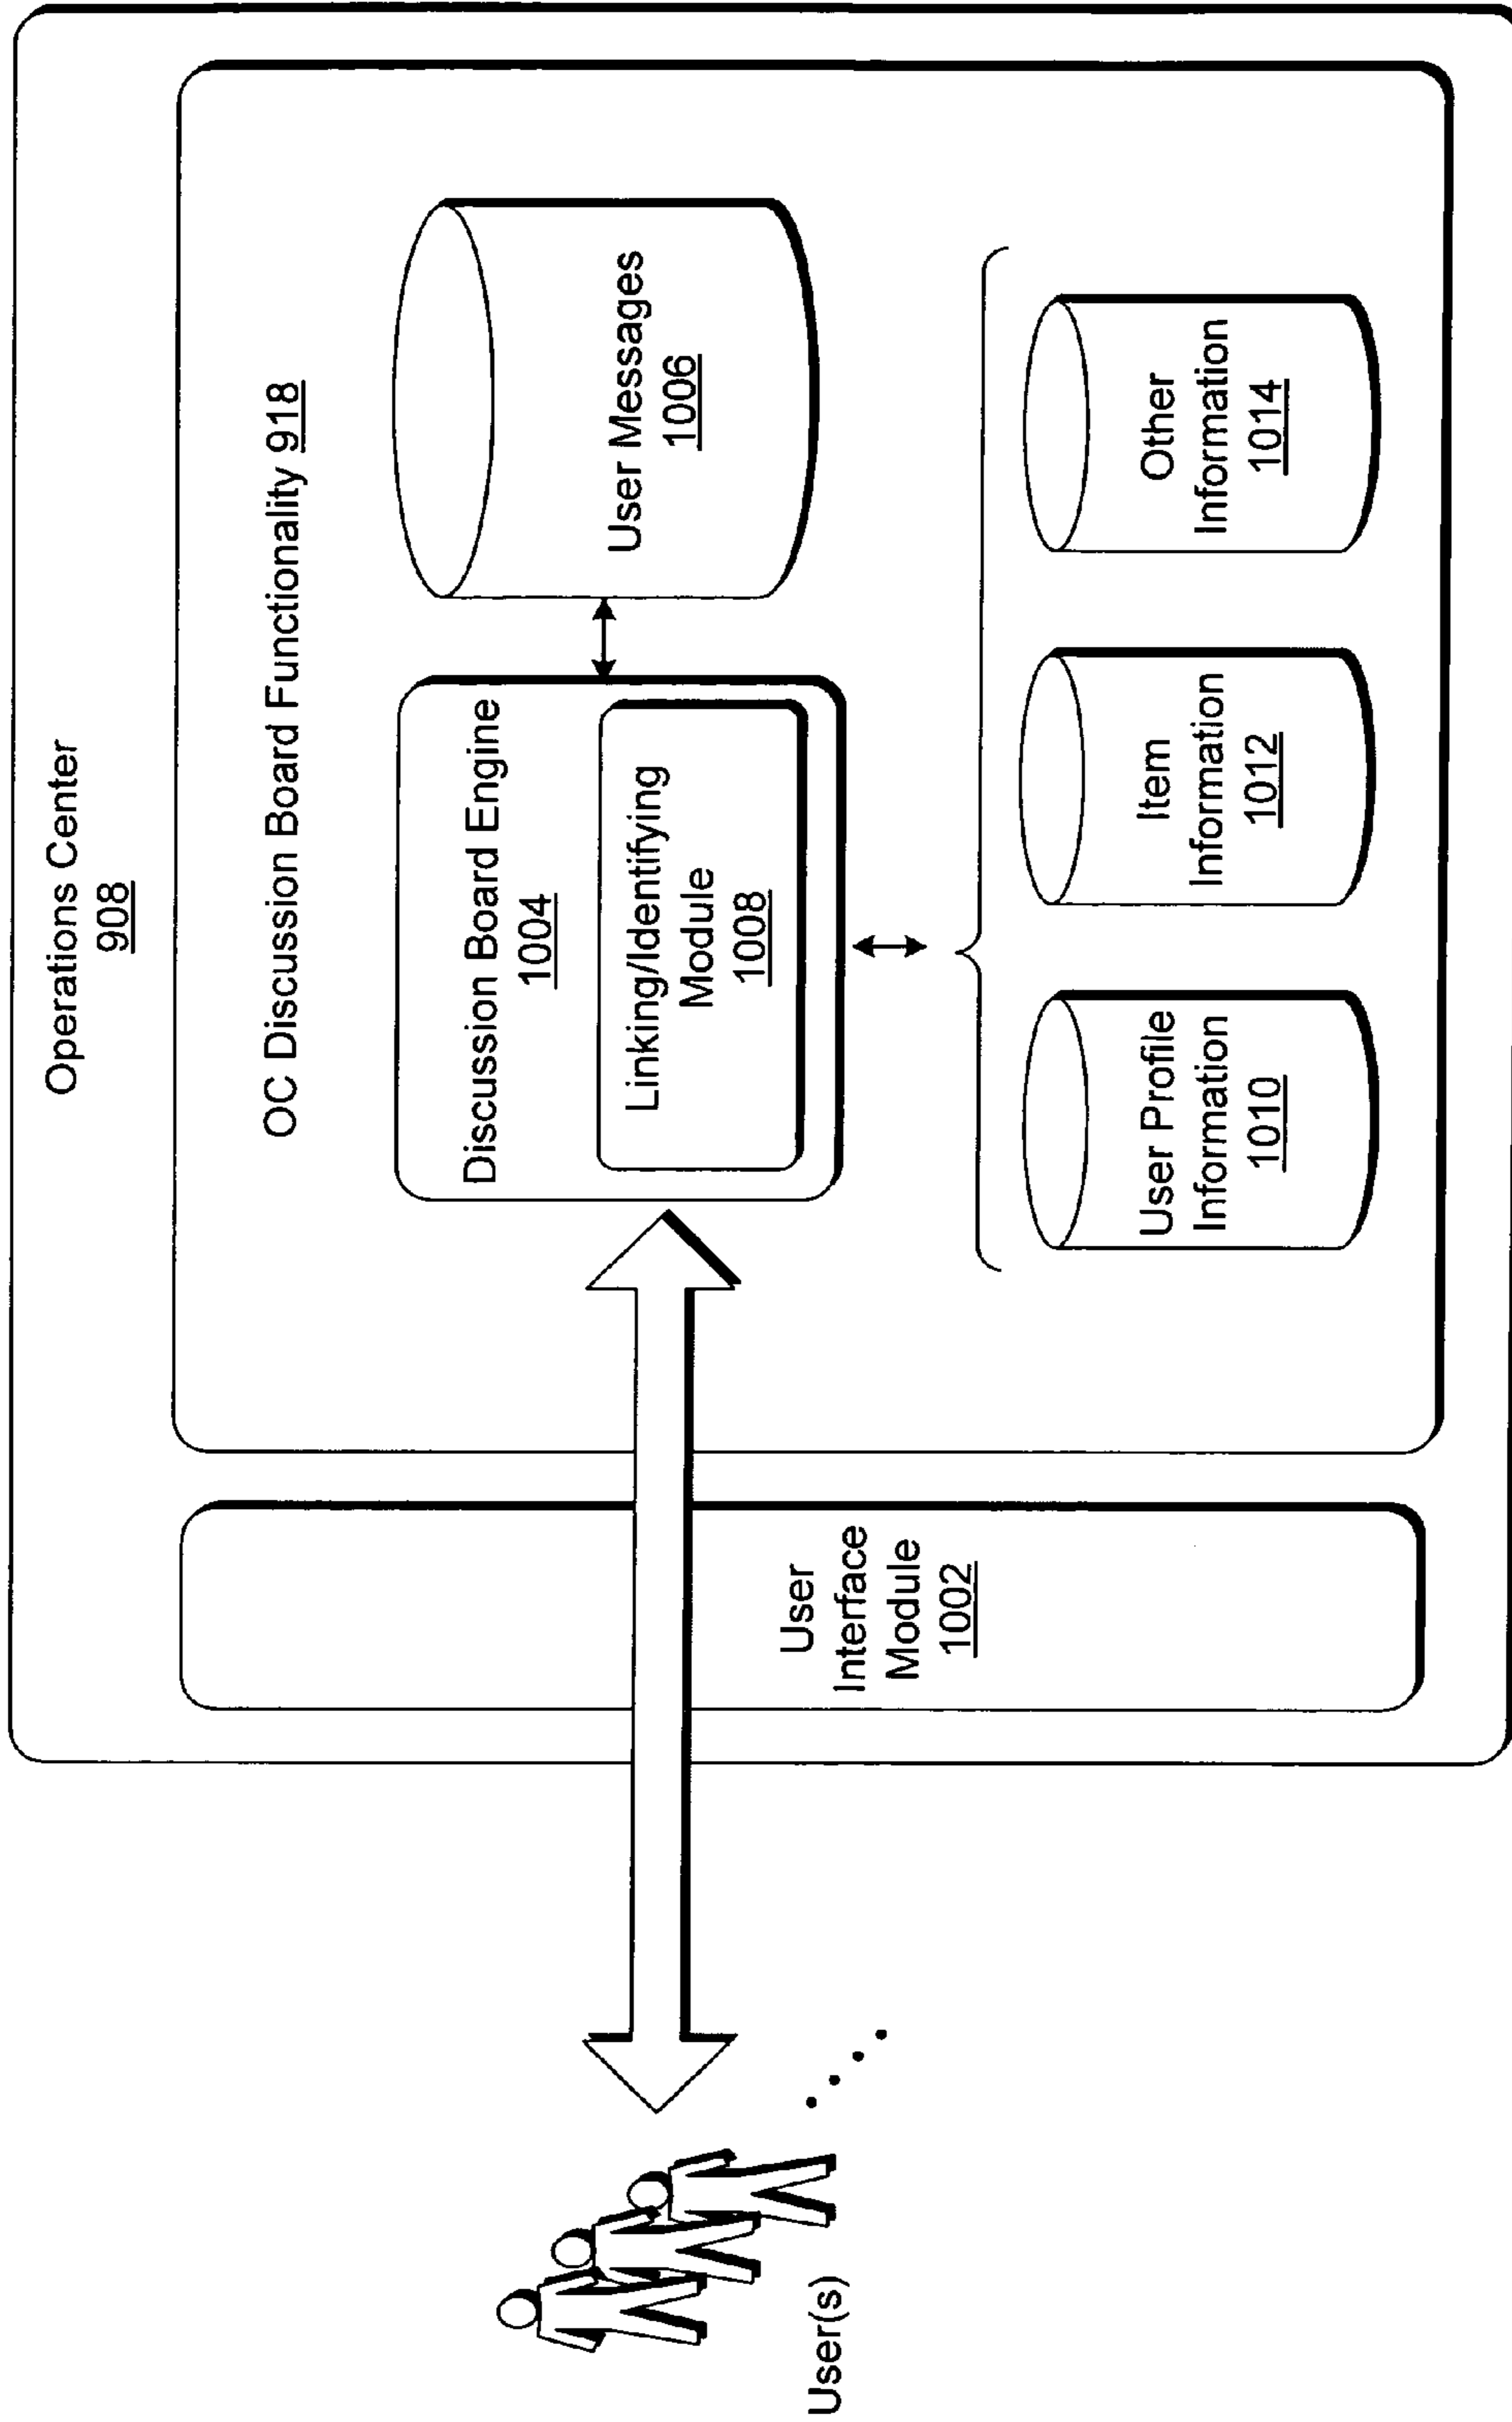 Operations Center
908
OC Discussion Board Functionality 918
Discussion Board Engine
1004
Linking/Identifying
Module
1008
User Messages
1006
User
Interface
Module
1002
User(s)
User Profile
Information
1010
Item
Information
1012
Other
Information
1014